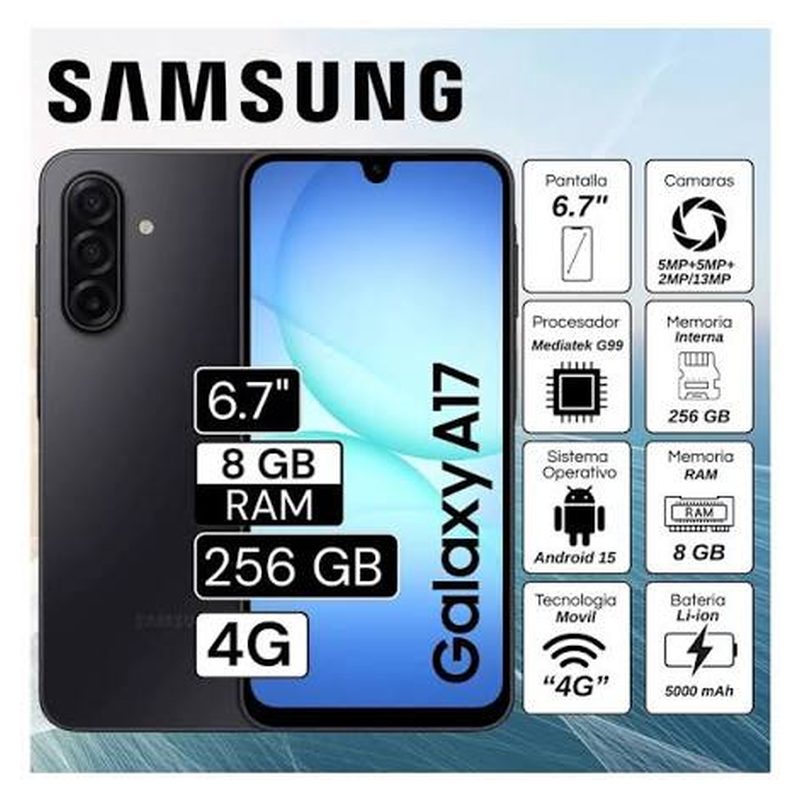 SAMSUNG
6.7"
8 GB
RAM
256 GB
4G
Galaxy A17
Pantalla
6.7"
Camaras
5MP+5MP+
2MP/13MP
Procesador
Mediatek G99
Memoria
Interna
256 GB
Sistema
Operativo
Android 15
Memoria
RAM
RAM
8 GB
Tecnologia
Movil
“4G”
Bateria
Li-ion
5000 mAh
SAMSUNG